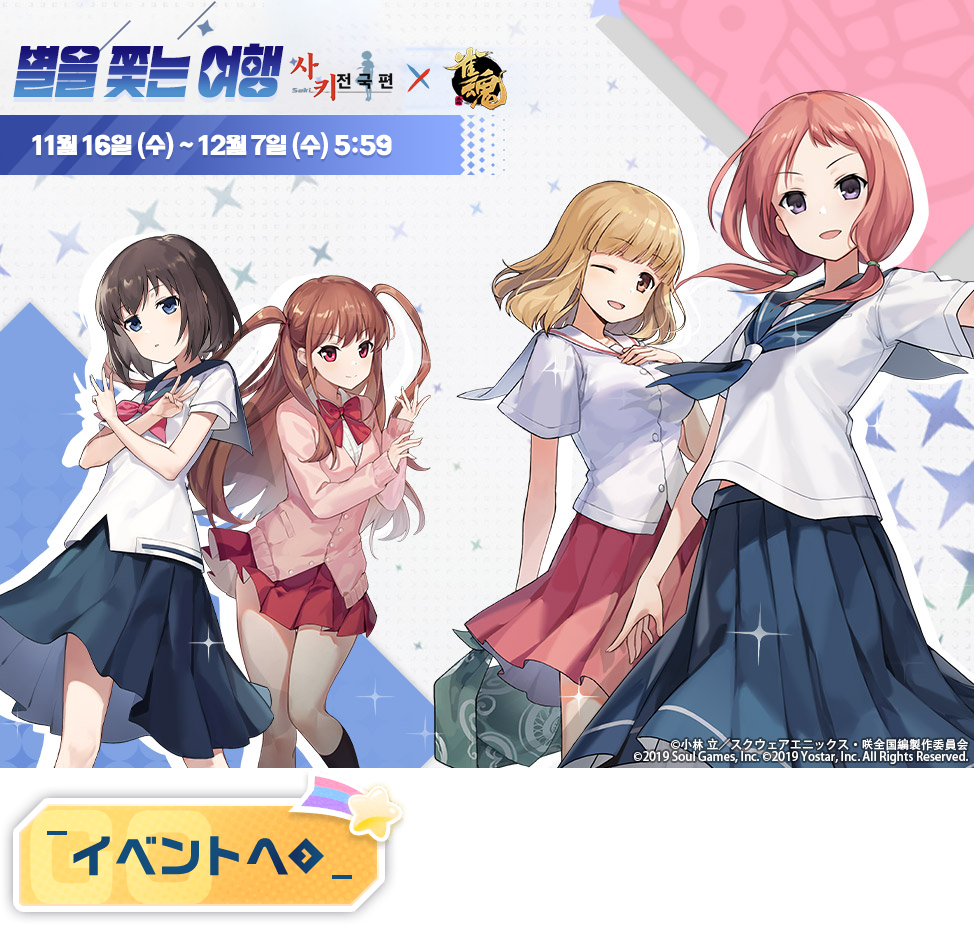 별을 쫓는 여행 사키 Saki 전국편 × 雀魂
11월 16일 (수) ~ 12월 7일 (수) 5:59
©小林 立／スクウェアエニックス・咲全国編製作委員会
©2019 Soul Games, Inc. ©2019 Yostar, Inc. All Rights Reserved.
イベントへ